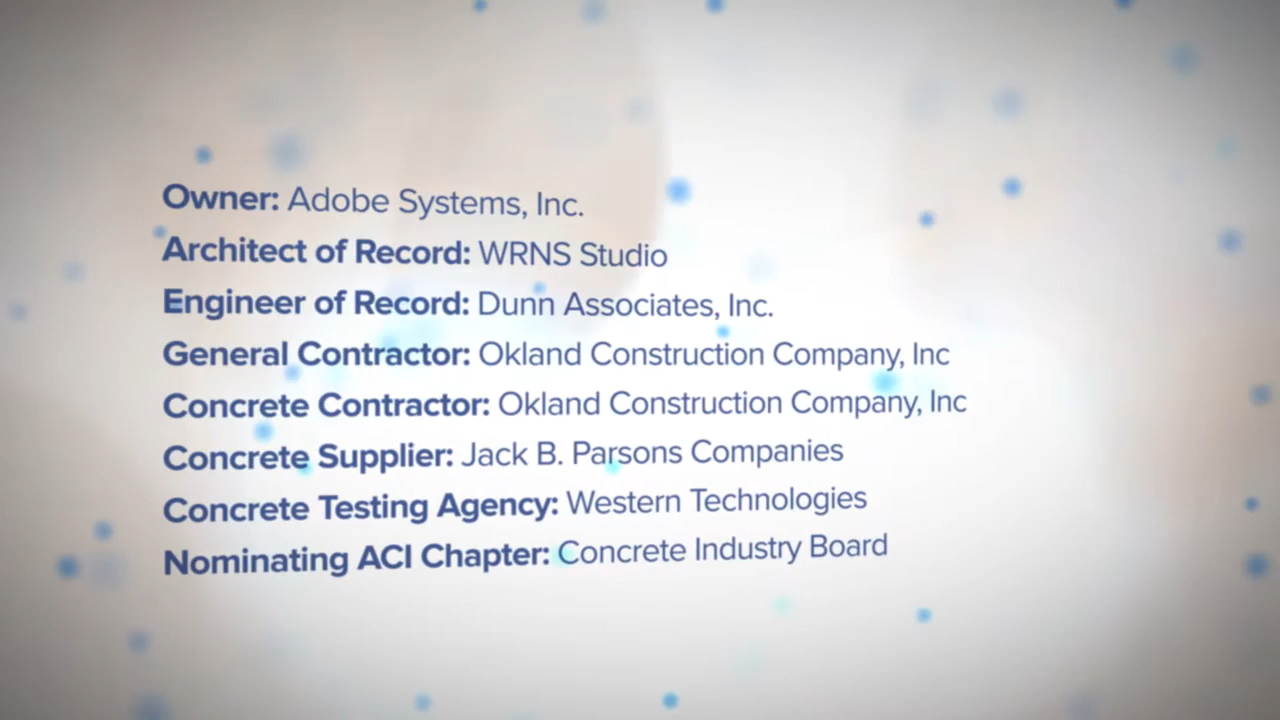 Owner: Adobe Systems, Inc.
Architect of Record: WRNS Studio
Engineer of Record: Dunn Associates, Inc.
General Contractor: Okland Construction Company, Inc
Concrete Contractor: Okland Construction Company, Inc
Concrete Supplier: Jack B. Parsons Companies
Concrete Testing Agency: Western Technologies
Nominating ACI Chapter: Concrete Industry Board